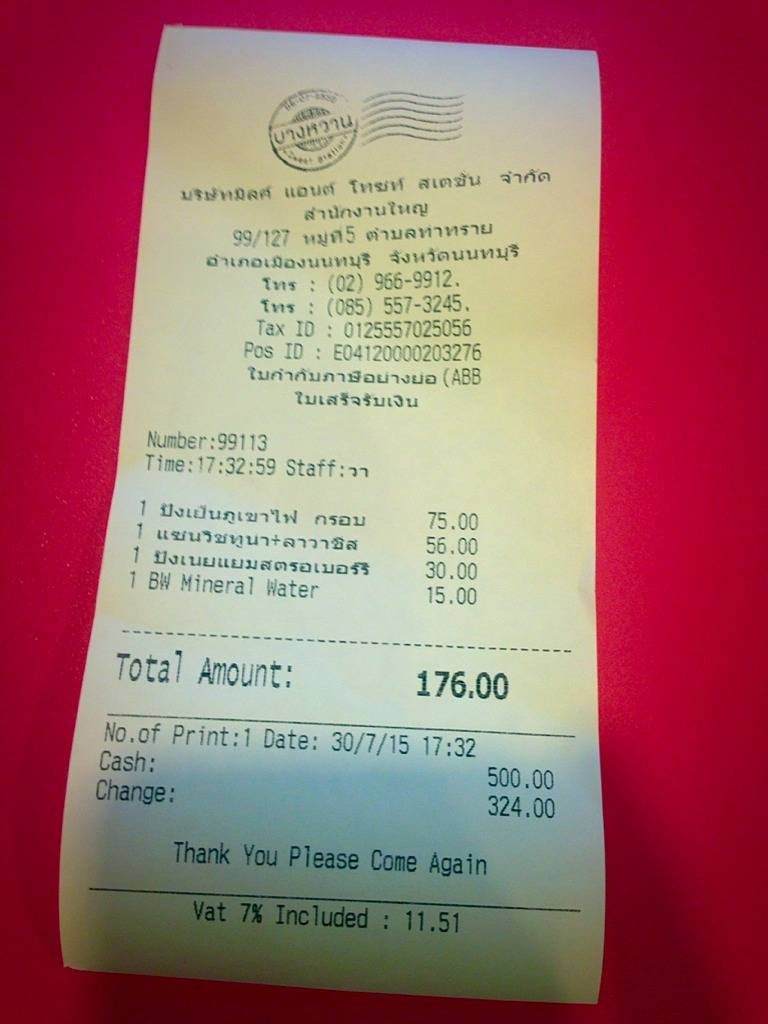 บางหวาน
บริษัทมิลค์ แอนด์ โทซท์ สเตชั่น จำกัด
สำนักงานใหญ่
99/127 หมู่ที่5 ตำบลท่าทราย
อำเภอเมืองนนทบุรี จังหวัดนนทบุรี
โทร : (02) 966-9912.
โทร : (085) 557-3245.
Tax ID : 0125557025056
Pos ID : E04120000203276
ใบกำกับภาษีอย่างย่อ(ABB
ใบเสร็จรับเงิน
Number:99113
Time:17:32:59 Staff:วา
1 ปังเย็นภูเขาไฟ กรอบ 75.00
1 แซนวิชทูน่า+ลาวาชีส 56.00
1 ปังเนยแยมสตรอเบอร์รี่ 30.00
1 BW Mineral Water 15.00
Total Amount: 176.00
No.of Print:1 Date: 30/7/15 17:32
Cash: 500.00
Change: 324.00
Thank You Please Come Again
Vat 7% Included : 11.51